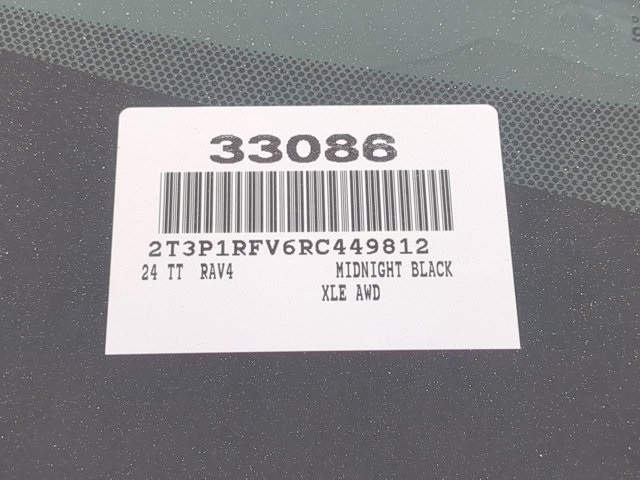 33086
2T3P1RFV6RC449812
24 TT RAV4 MIDNIGHT BLACK
XLE AWD